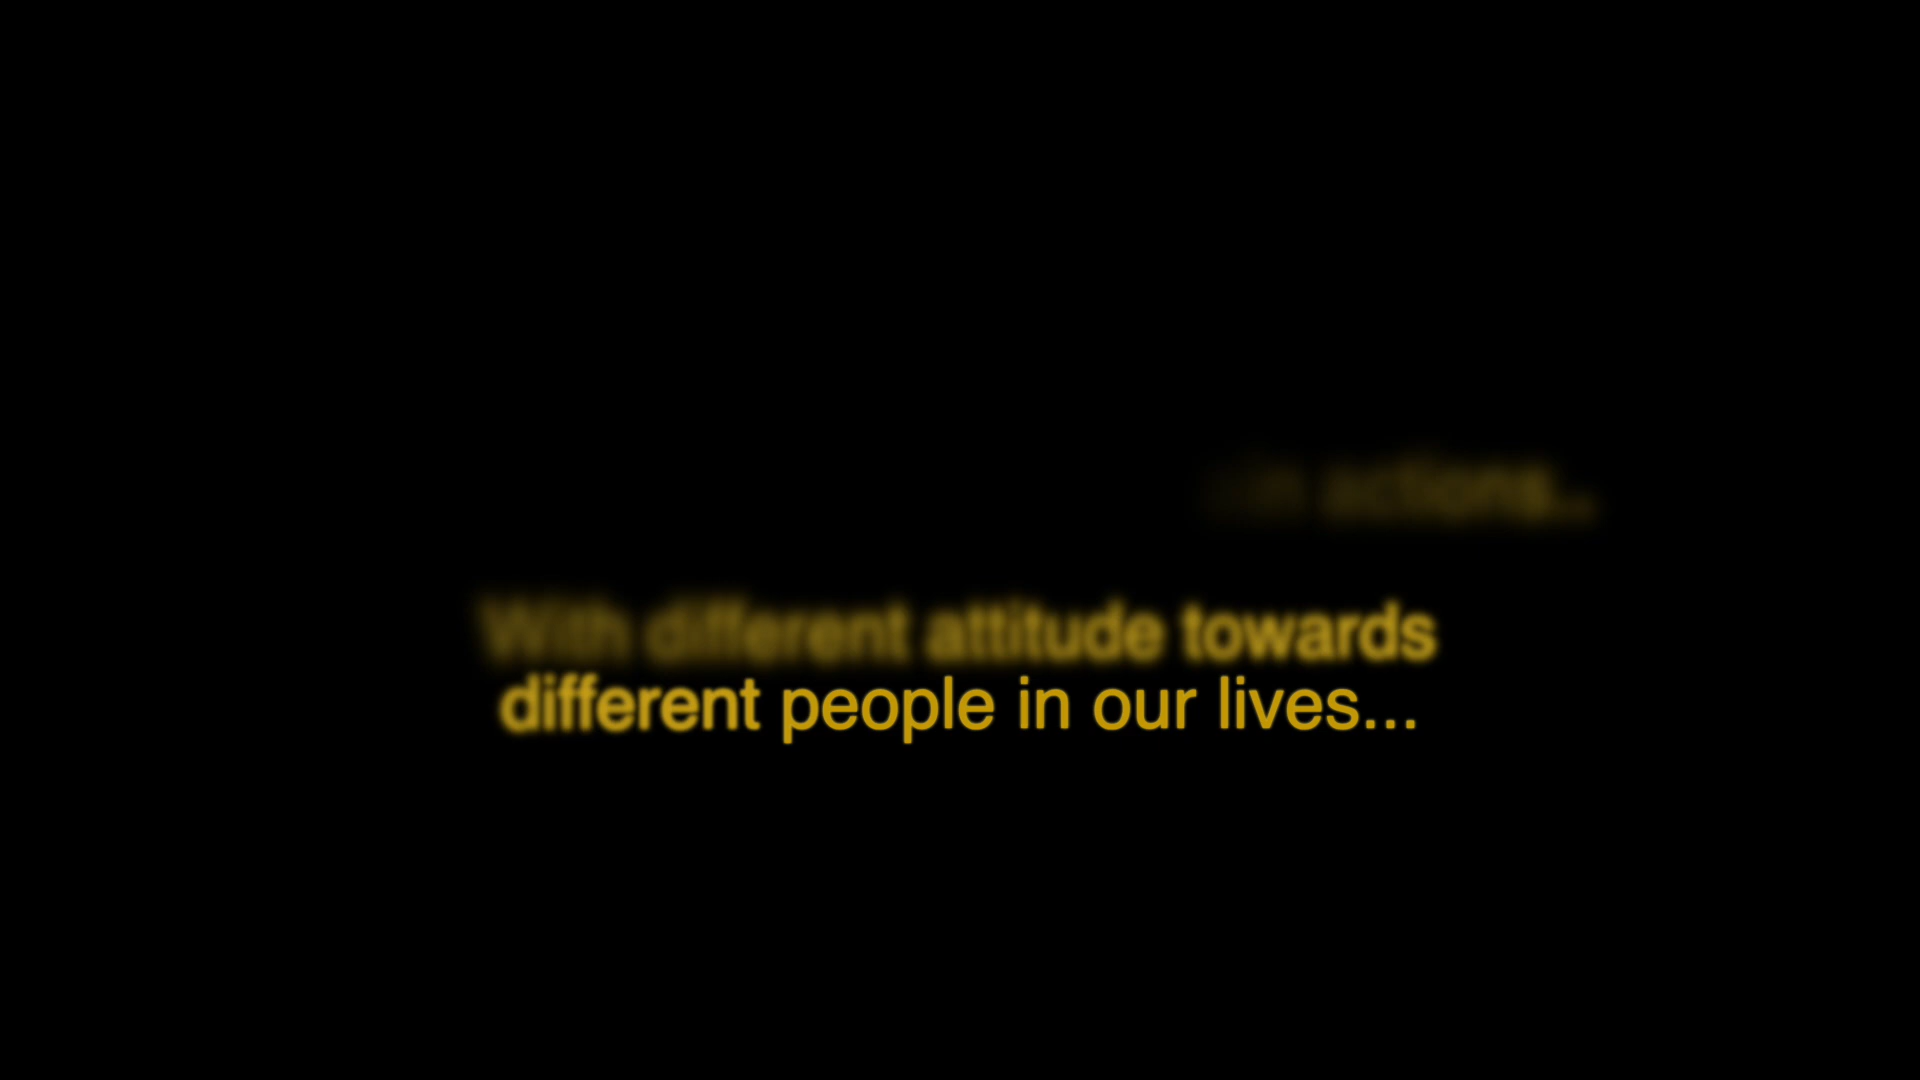 in actions...
With different attitude towards
different people in our lives...